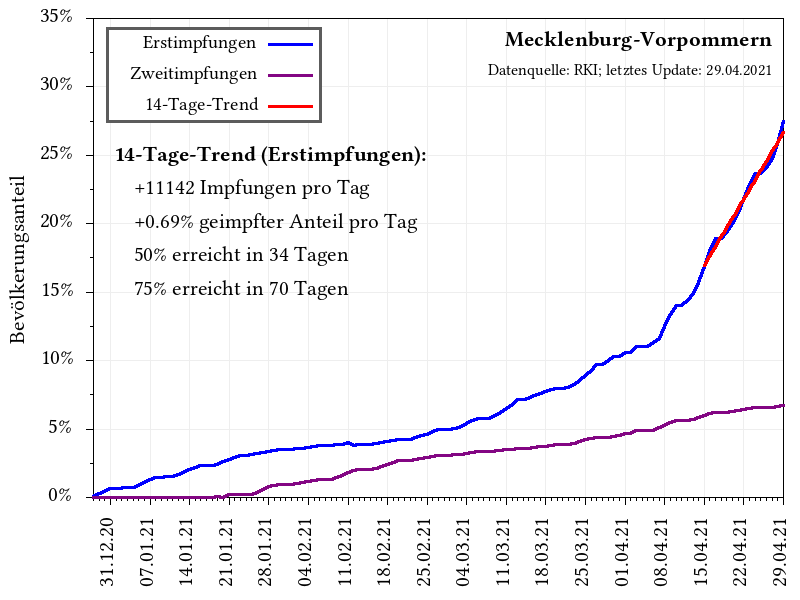 35%
30%
25%
20%
15%
10%
5%
0%
Bevölkerungsanteil
Erstimpfungen
Zweitimpfungen
14-Tage-Trend
Mecklenburg-Vorpommern
Datenquelle: RKI; letztes Update: 29.04.2021
14-Tage-Trend (Erstimpfungen):
+11142 Impfungen pro Tag
+0.69% geimpfter Anteil pro Tag
50% erreicht in 34 Tagen
75% erreicht in 70 Tagen
31.12.20
07.01.21
14.01.21
21.01.21
28.01.21
04.02.21
11.02.21
18.02.21
25.02.21
04.03.21
11.03.21
18.03.21
25.03.21
01.04.21
08.04.21
15.04.21
22.04.21
29.04.21